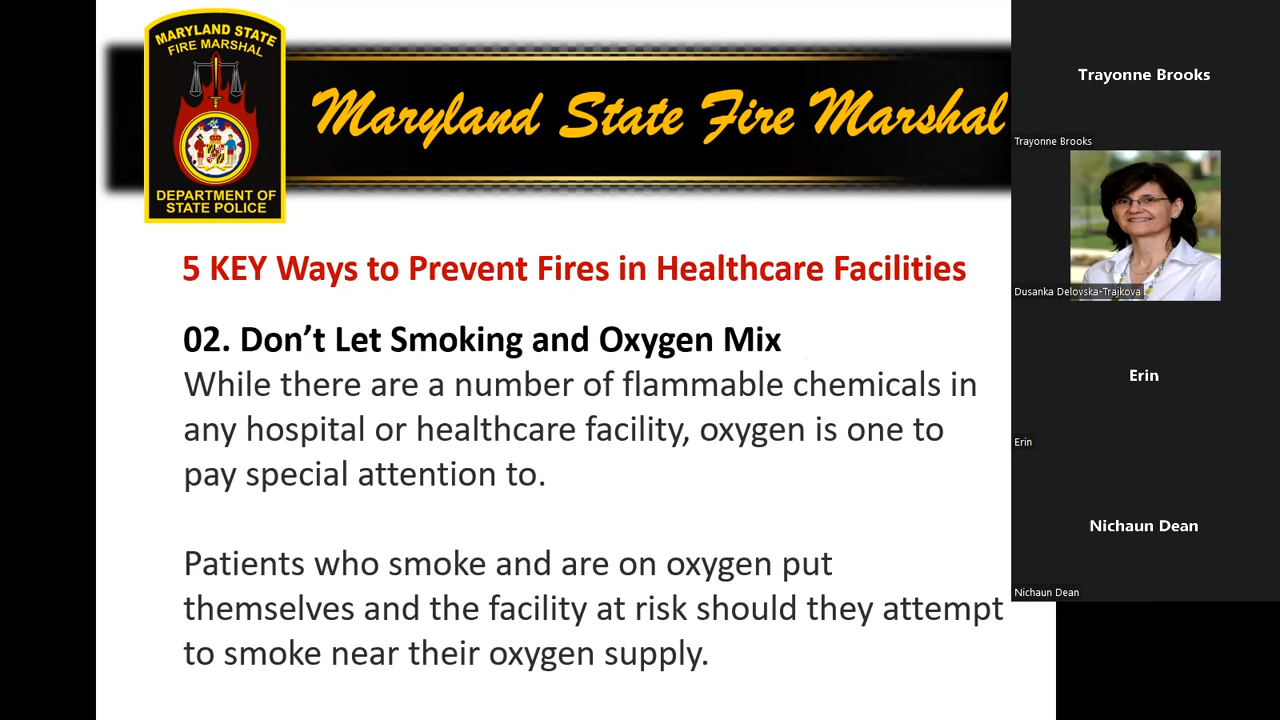 MARYLAND STATE
FIRE MARSHAL
DEPARTMENT OF
STATE POLICE
Maryland State Fire Marshal
5 KEY Ways to Prevent Fires in Healthcare Facilities
02. Don’t Let Smoking and Oxygen Mix
While there are a number of flammable chemicals in
any hospital or healthcare facility, oxygen is one to
pay special attention to.
Patients who smoke and are on oxygen put
themselves and the facility at risk should they attempt
to smoke near their oxygen supply.
Trayonne Brooks
Trayonne Brooks
Dusanka Delovska-Trajkova
Erin
Erin
Nichaun Dean
Nichaun Dean